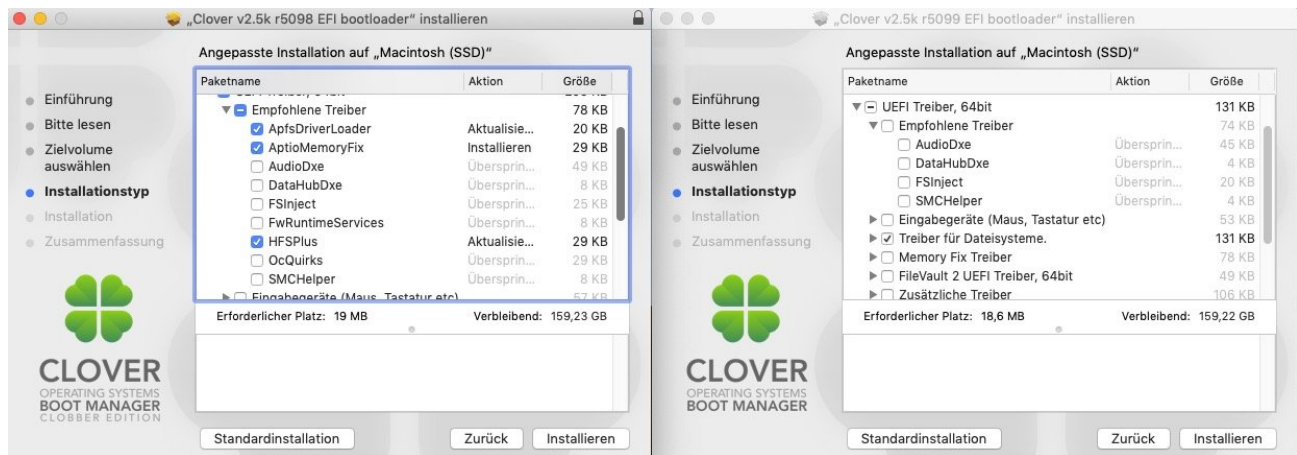 „Clover v2.5k r5098 EFI bootloader" installieren
Angepasste Installation auf „Macintosh (SSD)"
Einführung
Bitte lesen
Zielvolume
auswählen
Installationstyp
Installation
Zusammenfassung
Paketname Aktion Größe
Empfohlene Treiber 78 KB
ApfsDriverLoader Aktualisie... 20 KB
AptioMemoryFix Installieren 29 KB
AudioDxe Übersprin... 49 KB
DataHubDxe Übersprin... 8 KB
FSInject Übersprin... 25 KB
FwRuntimeServices Übersprin... 8 KB
HFSPlus Aktualisie... 29 KB
OcQuirks Übersprin... 29 KB
SMCHelper Übersprin... 8 KB
Eingabegeräte (Maus, Tastatur etc) 57 KB
Erforderlicher Platz: 19 MB Verbleibend: 159,23 GB
CLOVER
OPERATING SYSTEMS
BOOT MANAGER
CLOBBER EDITION
Standardinstallation Zurück Installieren
„Clover v2.5k r5099 EFI bootloader" installieren
Angepasste Installation auf „Macintosh (SSD)"
Einführung
Bitte lesen
Zielvolume
auswählen
Installationstyp
Installation
Zusammenfassung
Paketname Aktion Größe
UEFI Treiber, 64bit 131 KB
Empfohlene Treiber 74 KB
AudioDxe Übersprin... 45 KB
DataHubDxe Übersprin... 4 KB
FSInject Übersprin... 20 KB
SMCHelper Übersprin... 4 KB
Eingabegeräte (Maus, Tastatur etc) 53 KB
Treiber für Dateisysteme. 131 KB
Memory Fix Treiber 78 KB
FileVault 2 UEFI Treiber, 64bit 49 KB
Zusätzliche Treiber 106 KB
Erforderlicher Platz: 18,6 MB Verbleibend: 159,22 GB
CLOVER
OPERATING SYSTEMS
BOOT MANAGER
Standardinstallation Zurück Installieren